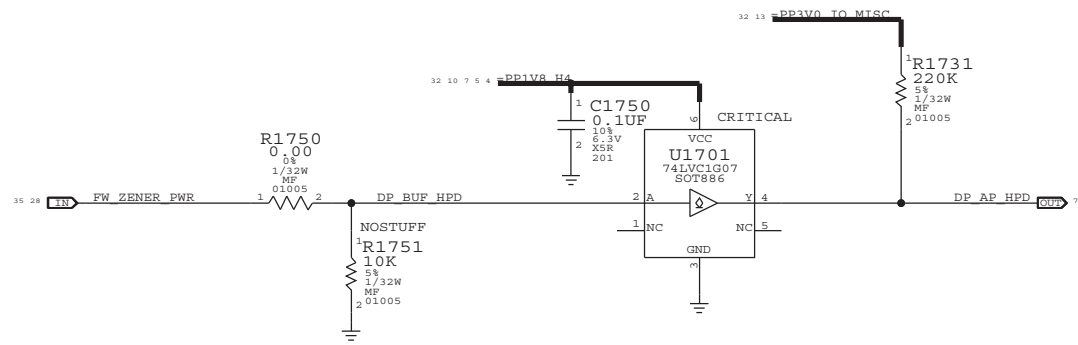 32 13 =PP3V0_IO_MISC
1
R1731
220K
5%
1/32W
MF
2 01005
32 10 7 5 4 =PP1V8_H4
1
C1750
0.1UF
10%
6.3V
2
X5R
201
6
CRITICAL
VCC
U1701
74LVC1G07
SOT886
R1750
0.00
0%
1/32W
MF
01005
35 28 IN FW_ZENER_PWR 1 2 DP_BUF_HPD 2 A Y 4 DP_AP_HPD OUT 7
1 NC NC 5
GND
3
NOSTUFF
1
R1751
10K
5%
1/32W
MF
2 01005